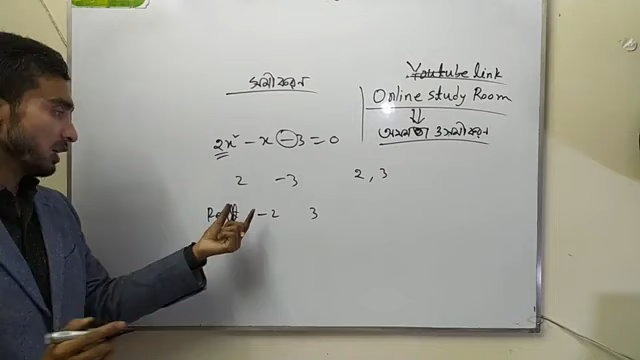 সমীকরণ
Youtube link
Online study Room
⇓
অসমতা ও সমীকরণ
2x² - x - 3 = 0
2 -3 2, 3
-2 3